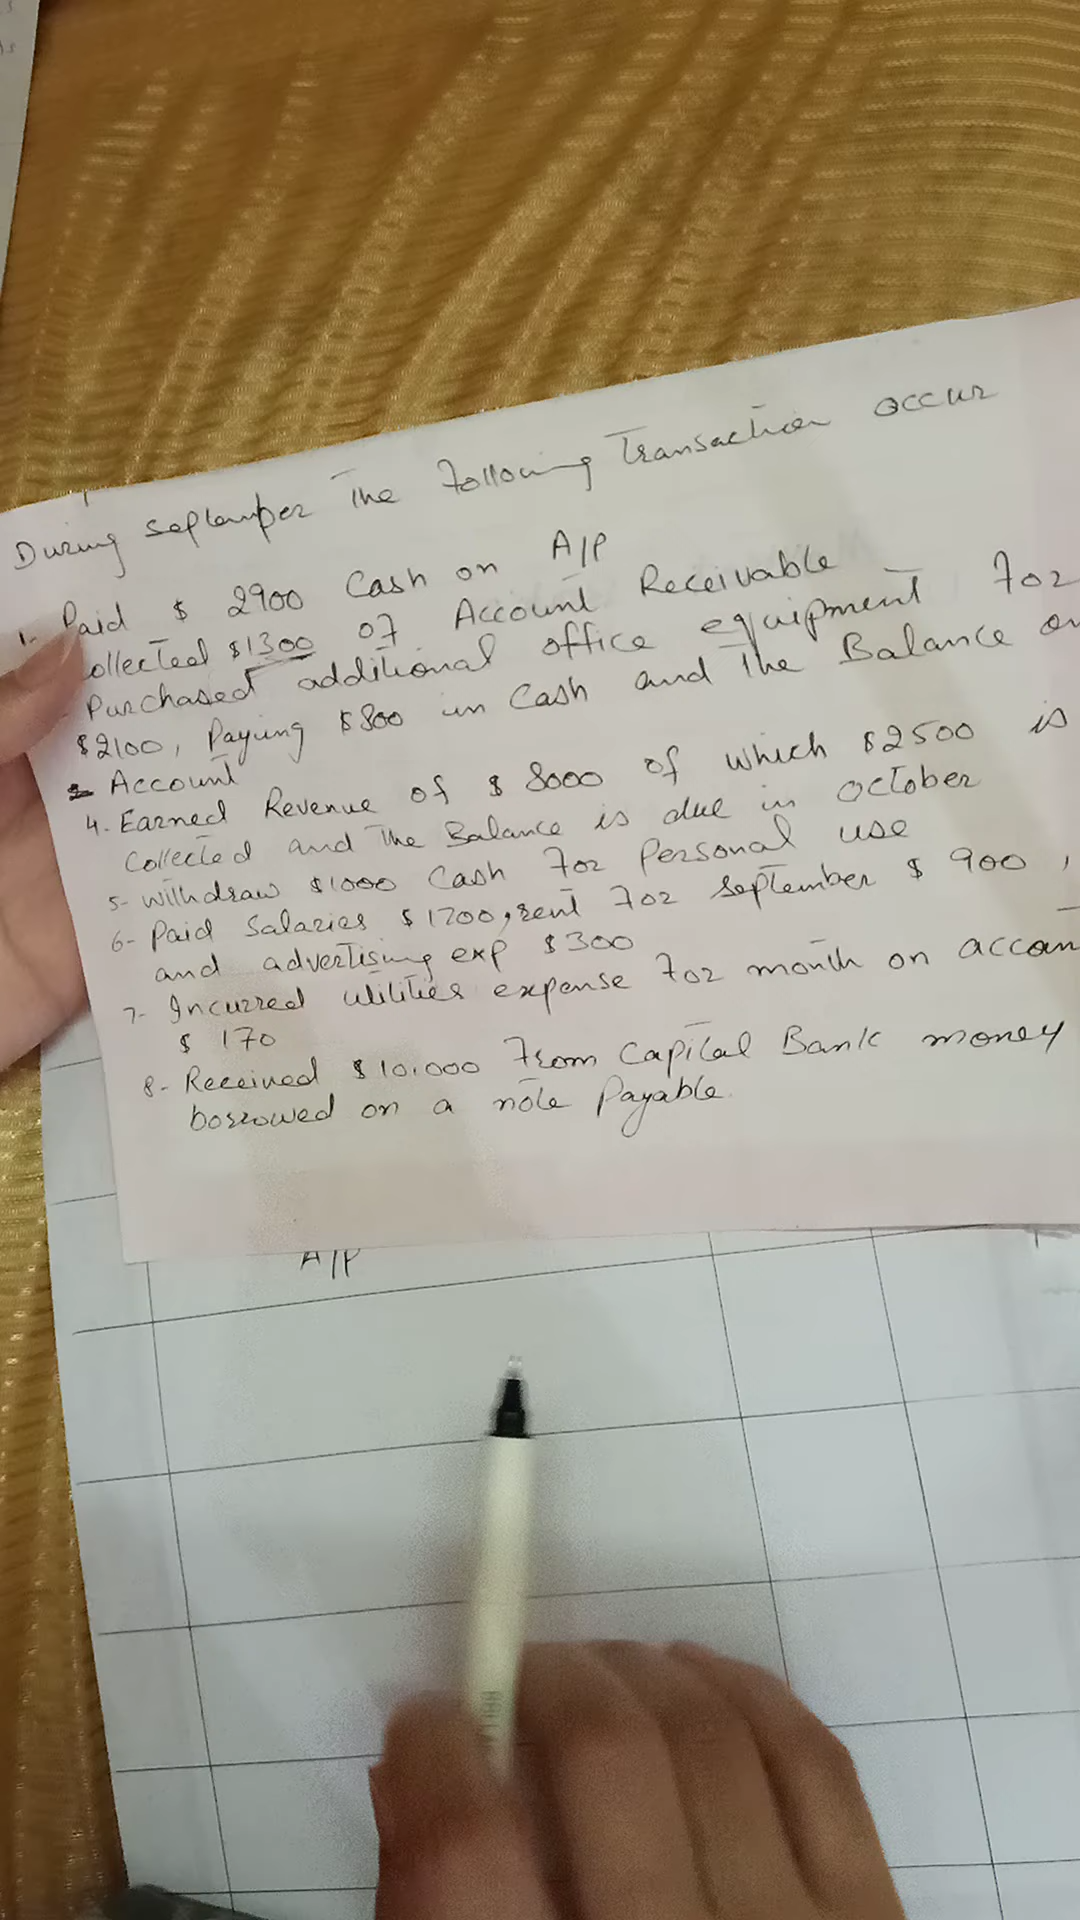 During september The following Transaction occur
1- Paid $ 2900 Cash on A/P
ollected $1300 of Account Receivable
- Purchased additional office equipment for
$2100, Paying $800 in Cash and The Balance on
Account
4. Earned Revenue of $ 8000 of which $2500 is
collected and The Balance is due in october
5- withdraw $1000 Cash for Personal use
6- Paid Salaries $ 1700, rent for september $ 900,
and advertising exp $300
7- Incurred utilities expense for month on accoun
$ 170
8- Received $10,000 from Capital Bank money
borrowed on a note Payable.
A/P